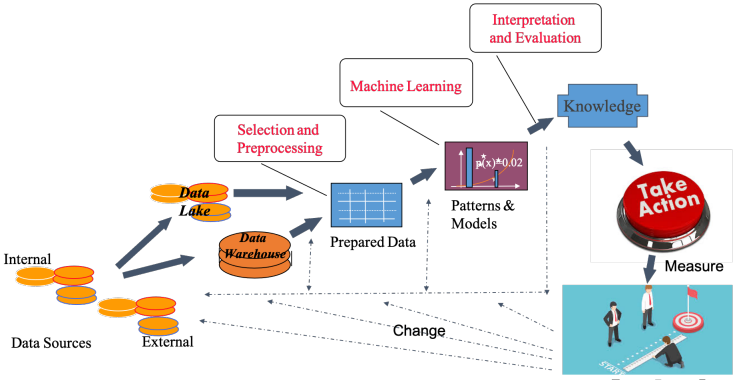 Interpretation
and Evaluation
Machine Learning
Knowledge
Selection and
Preprocessing
p(x)=0.02
Take
Action
Data
Lake
Patterns &
Models
Prepared Data
Data
Warehouse
Internal
Measure
Change
Data Sources
External
START